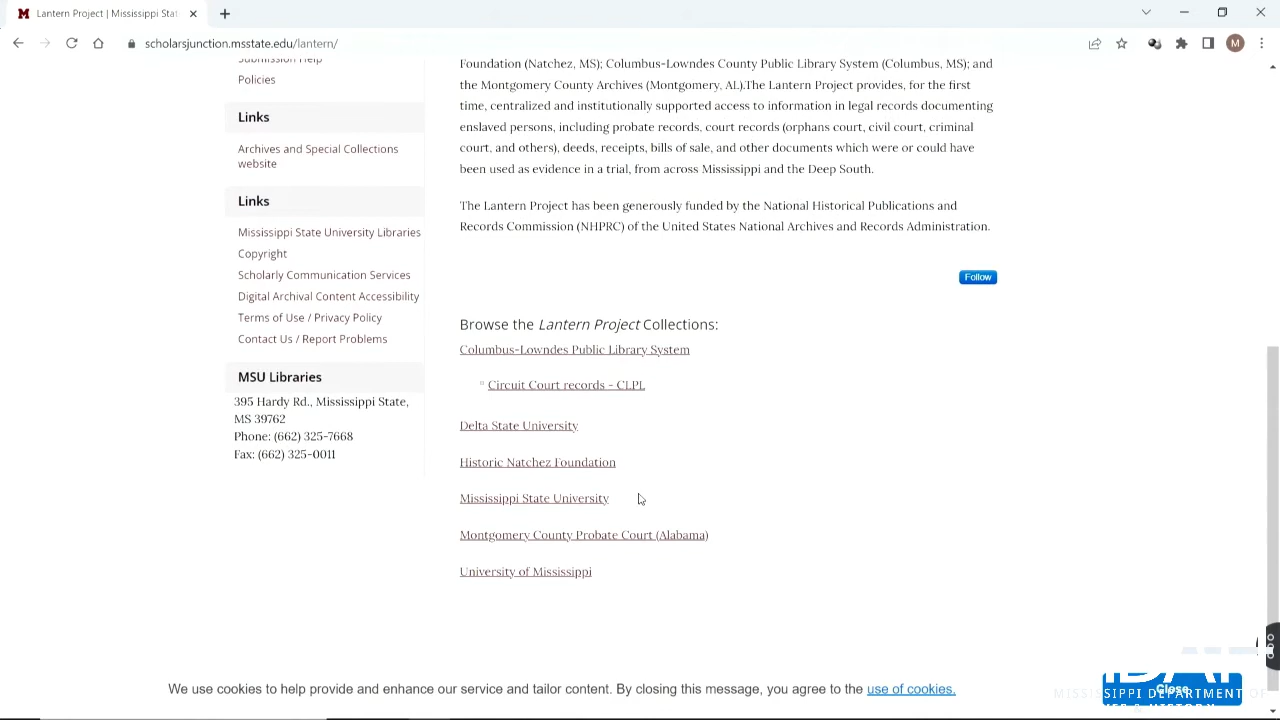 Lantern Project | Mississippi Stat
scholarsjunction.msstate.edu/lantern/
M
Submission Help
Policies
Links
Archives and Special Collections
website
Links
Mississippi State University Libraries
Copyright
Scholarly Communication Services
Digital Archival Content Accessibility
Terms of Use / Privacy Policy
Contact Us / Report Problems
MSU Libraries
395 Hardy Rd., Mississippi State,
MS 39762
Phone: (662) 325-7668
Fax: (662) 325-0011
Foundation (Natchez, MS); Columbus-Lowndes County Public Library System (Columbus, MS); and
the Montgomery County Archives (Montgomery, AL).The Lantern Project provides, for the first
time, centralized and institutionally supported access to information in legal records documenting
enslaved persons, including probate records, court records (orphans court, civil court, criminal
court, and others), deeds, receipts, bills of sale, and other documents which were or could have
been used as evidence in a trial, from across Mississippi and the Deep South.
The Lantern Project has been generously funded by the National Historical Publications and
Records Commission (NHPRC) of the United States National Archives and Records Administration.
Follow
Browse the Lantern Project Collections:
Columbus-Lowndes Public Library System
Circuit Court records - CLPL
Delta State University
Historic Natchez Foundation
Mississippi State University
Montgomery County Probate Court (Alabama)
University of Mississippi
We use cookies to help provide and enhance our service and tailor content. By closing this message, you agree to the use of cookies.
Close
MISSISSIPPI DEPARTMENT OF
& HISTORY